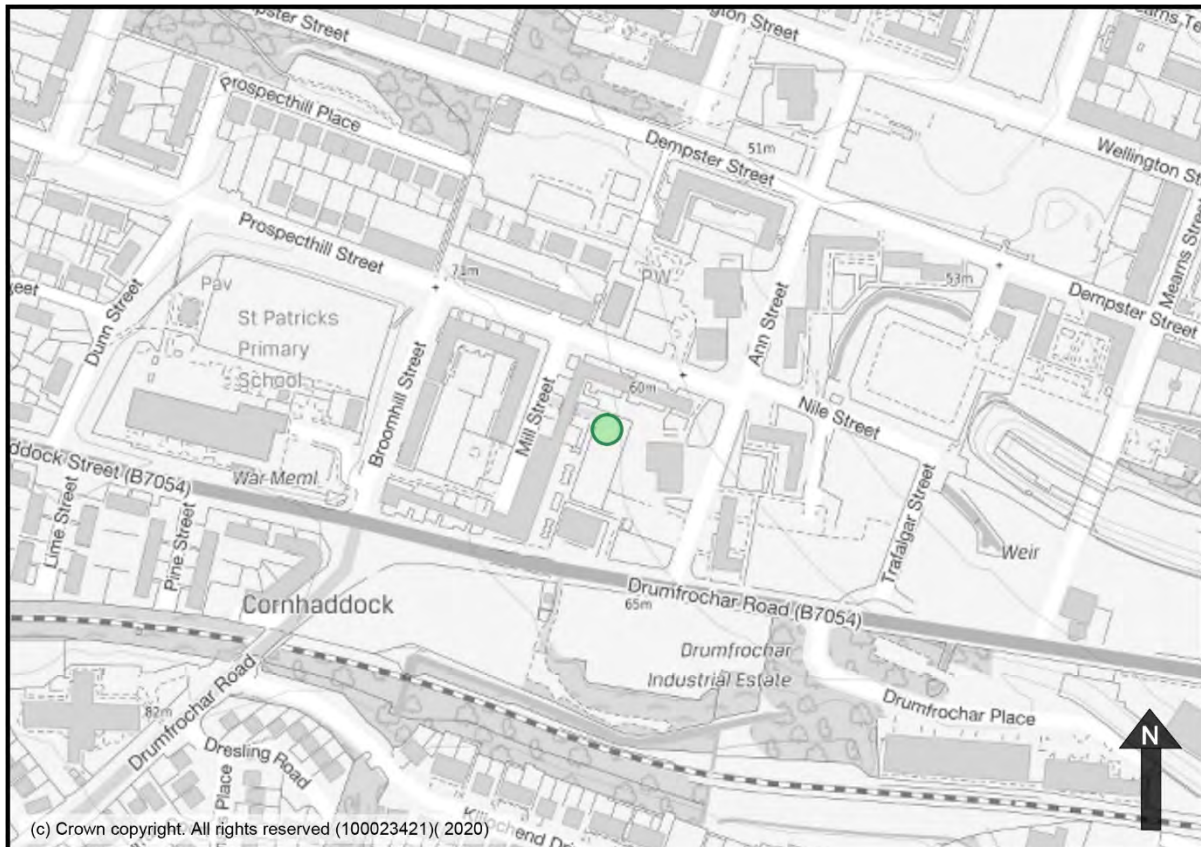 Dempster Street
Prospecthill Place
Dempster Street
51m
Wellington St
Mearns Street
Prospecthill Street
71m
PW
53m
Dempster Street
Dunn Street
Pav
St Patricks
Primary
School
Broomhill Street
Mill Street
60m
Ann Street
Nile Street
War Meml
ddock Street (B7054)
Lime Street
Pine Street
Trafalgar Street
Weir
Cornhaddock
Drumfrochar Road (B7054)
65m
Drumfrochar
Industrial Estate
82m
Drumfrochar Road
Drumfrochar Place
Dresling Road
Place
N
(c) Crown copyright. All rights reserved (100023421)( 2020)